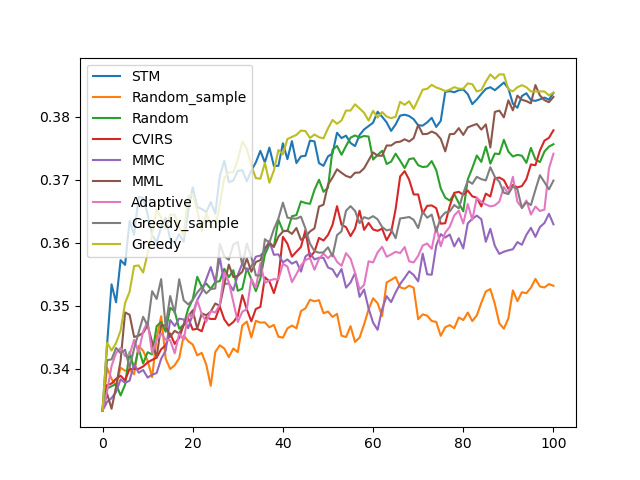 STM
Random_sample
Random
CVIRS
MMC
MML
Adaptive
Greedy_sample
Greedy
0.38
0.37
0.36
0.35
0.34
0 20 40 60 80 100